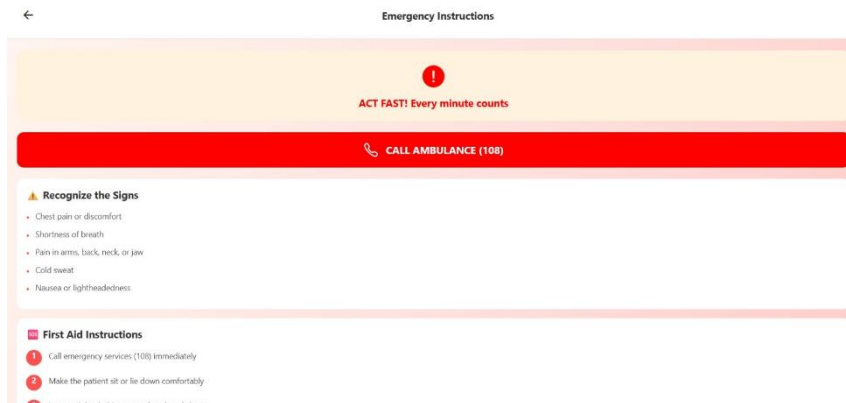 Emergency Instructions
ACT FAST! Every minute counts
CALL AMBULANCE (108)
Recognize the Signs
Chest pain or discomfort
Shortness of breath
Pain in arms, back, neck, or jaw
Cold sweat
Nausea or lightheadedness
First Aid Instructions
1 Call emergency services (108) immediately
2 Make the patient sit or lie down comfortably